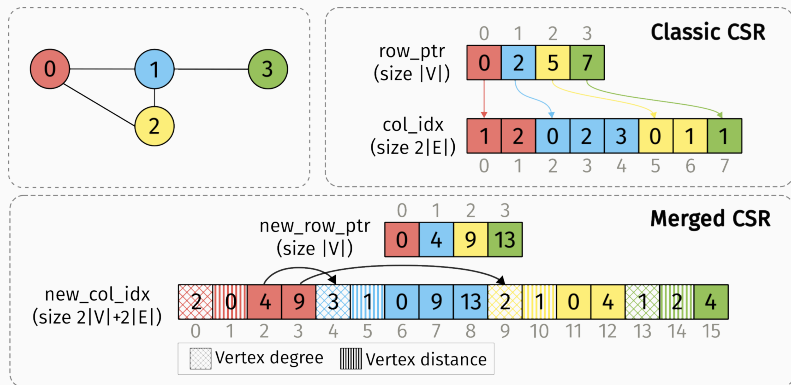 0 1 3
2
Classic CSR
0 1 2 3
row_ptr
(size |V|)
0 2 5 7
col_idx
(size 2|E|)
1 2 0 2 3 0 1 1
0 1 2 3 4 5 6 7
Merged CSR
0 1 2 3
new_row_ptr
(size |V|)
0 4 9 13
new_col_idx
(size 2|V|+2|E|)
2 0 4 9 3 1 0 9 13 2 1 0 4 1 2 4
0 1 2 3 4 5 6 7 8 9 10 11 12 13 14 15
Vertex degree Vertex distance